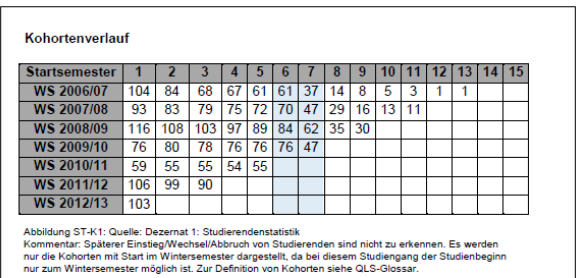 Kohortenverlauf
Startsemester 1 2 3 4 5 6 7 8 9 10 11 12 13 14 15
WS 2006/07 104 84 68 67 61 61 37 14 8 5 3 1 1
WS 2007/08 93 83 79 75 72 70 47 29 16 13 11
WS 2008/09 116 108 103 97 89 84 62 35 30
WS 2009/10 76 80 78 76 76 76 47
WS 2010/11 59 55 55 54 55
WS 2011/12 106 99 90
WS 2012/13 103
Abbildung ST-K1: Quelle: Dezernat 1: Studierendenstatistik
Kommentar: Späterer Einstieg/Wechsel/Abbruch von Studierenden sind nicht zu erkennen. Es werden
nur die Kohorten mit Start im Wintersemester dargestellt, da bei diesem Studiengang der Studienbeginn
nur zum Wintersemester möglich ist. Zur Definition von Kohorten siehe QLS-Glossar.